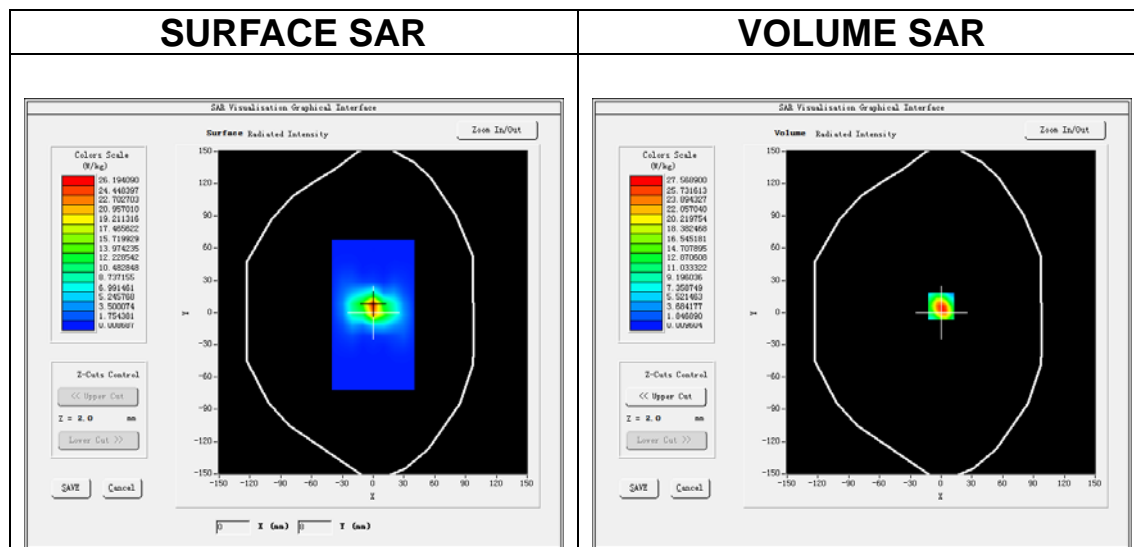 SURFACE SAR
VOLUME SAR
SAR Visualisation Graphical Interface
Surface Radiated Intensity
Zoom In/Out
Colors Scale
(W/kg)
26.194090
24.448397
22.702703
20.957010
19.211316
17.465622
15.719929
13.974235
12.228542
10.482848
8.737155
6.991461
5.245768
3.500074
1.754381
0.008687
150
120
90
60
30
0
-30
-60
-90
-120
-150
Y
-150 -120 -90 -60 -30 0 30 60 90 120 150
X
Z-Cuts Control
<< Upper Cut
Z = 2.0 mm
Lower Cut >>
SAVE Cancel
0 X (mm) 0 Y (mm)
SAR Visualisation Graphical Interface
Volume Radiated Intensity
Zoom In/Out
Colors Scale
(W/kg)
27.568900
25.731613
23.894327
22.057040
20.219754
18.382468
16.545181
14.707895
12.870608
11.033322
9.196036
7.358749
5.521463
3.684177
1.846890
0.009604
150
120
90
60
30
0
-30
-60
-90
-120
-150
Y
-150 -120 -90 -60 -30 0 30 60 90 120 150
X
Z-Cuts Control
<< Upper Cut
Z = 2.0 mm
Lower Cut >>
SAVE Cancel